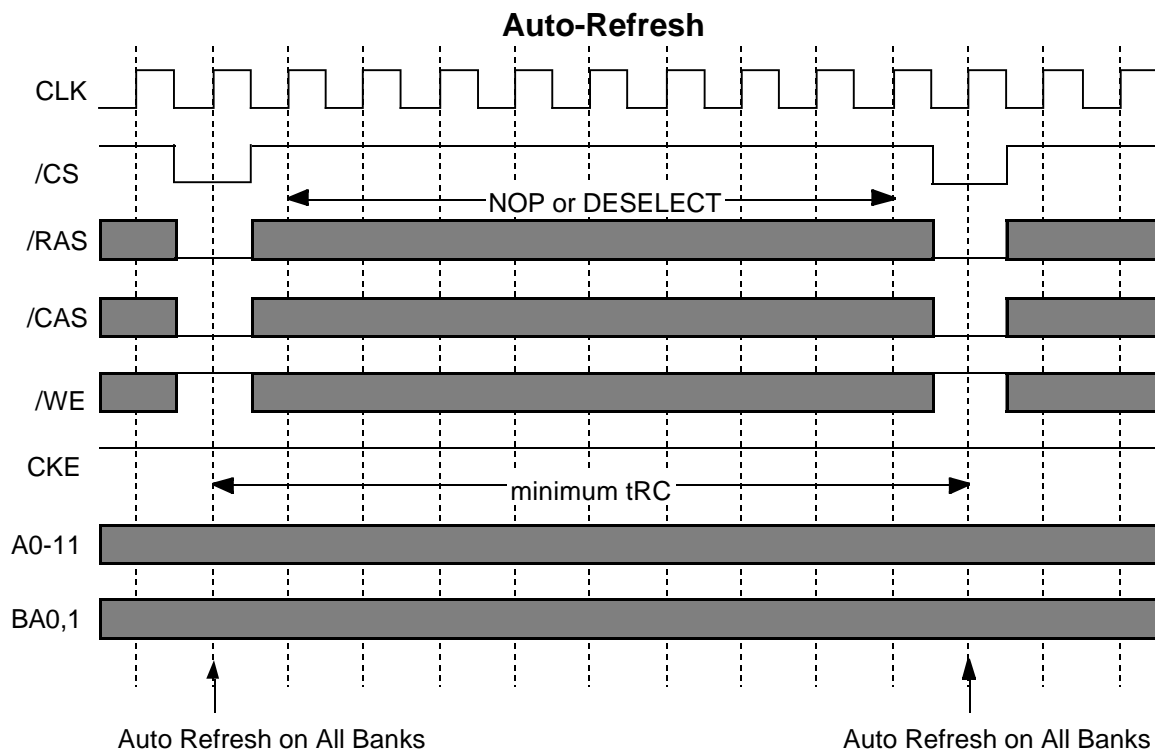 Auto-Refresh
CLK
/CS
NOP or DESELECT
/RAS
/CAS
/WE
CKE
minimum tRC
A0-11
BA0,1
Auto Refresh on All Banks
Auto Refresh on All Banks